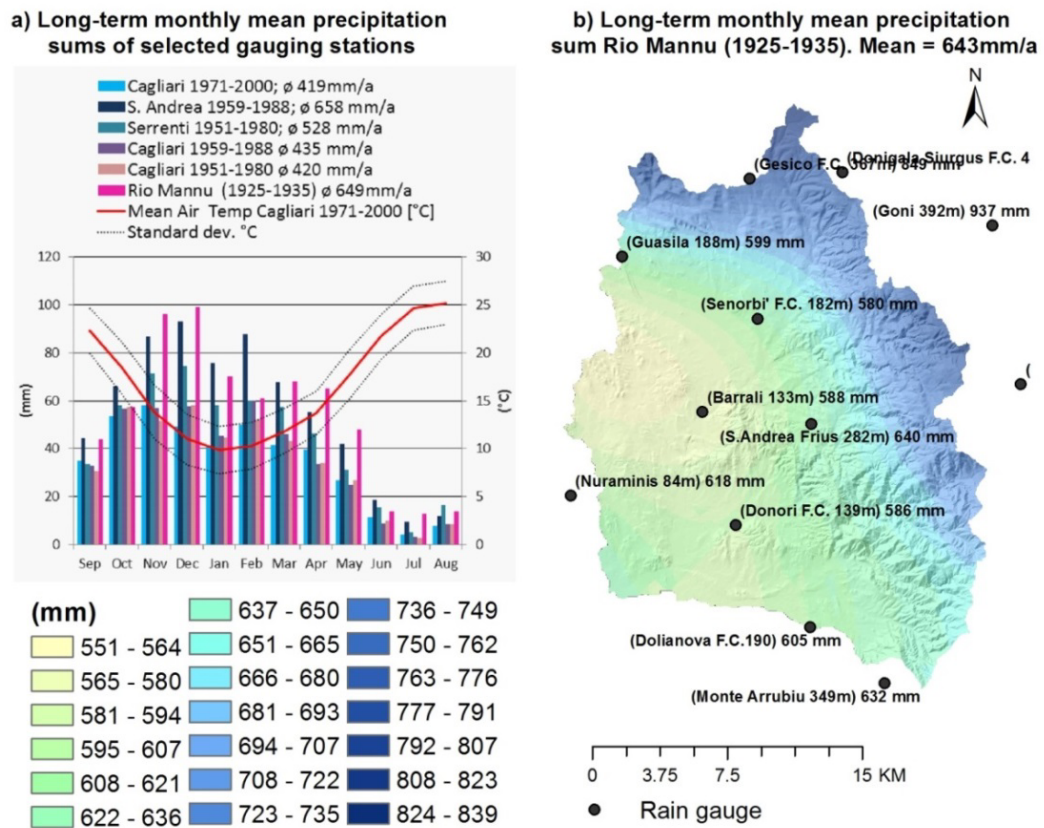 a) Long-term monthly mean precipitation
sums of selected gauging stations
Cagliari 1971-2000; ø 419mm/a
S. Andrea 1959-1988; ø 658 mm/a
Serrenti 1951-1980; ø 528 mm/a
Cagliari 1959-1988 ø 435 mm/a
Cagliari 1951-1980 ø 420 mm/a
Rio Mannu (1925-1935) ø 649mm/a
Mean Air Temp Cagliari 1971-2000 [°C]
Standard dev. °C
120
100
80
60
40
20
0
(mm)
30
25
20
15
10
5
0
(°C)
Sep Oct Nov Dec Jan Feb Mar Apr May Jun Jul Aug
(mm)
551 - 564
565 - 580
581 - 594
595 - 607
608 - 621
622 - 636
637 - 650
651 - 665
666 - 680
681 - 693
694 - 707
708 - 722
723 - 735
736 - 749
750 - 762
763 - 776
777 - 791
792 - 807
808 - 823
824 - 839
b) Long-term monthly mean precipitation
sum Rio Mannu (1925-1935). Mean = 643mm/a
N
(Donigala Siurgus F.C. 4
(Gesico F.C. 367m) 849 mm
(Goni 392m) 937 mm
(Guasila 188m) 599 mm
(Senorbi' F.C. 182m) 580 mm
(
(Barrali 133m) 588 mm
(S.Andrea Frius 282m) 640 mm
(Nuraminis 84m) 618 mm
(Donori F.C. 139m) 586 mm
(Dolianova F.C.190) 605 mm
(Monte Arrubiu 349m) 632 mm
0 3.75 7.5 15 KM
Rain gauge